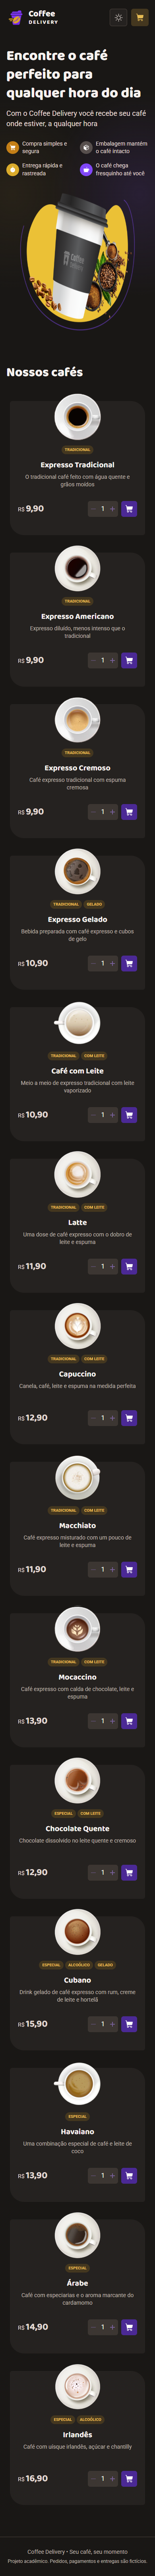 Coffee
DELIVERY
Encontre o café
perfeito para
qualquer hora do dia
Com o Coffee Delivery você recebe seu café
onde estiver, a qualquer hora
Compra simples e
segura
Embalagem mantém
o café intacto
Entrega rápida e
rastreada
O café chega
fresquinho até você
Nossos cafés
TRADICIONAL
Expresso Tradicional
O tradicional café feito com água quente e
grãos moídos
R$ 9,90
1
TRADICIONAL
Expresso Americano
Expresso diluído, menos intenso que o
tradicional
R$ 9,90
1
TRADICIONAL
Expresso Cremoso
Café expresso tradicional com espuma
cremosa
R$ 9,90
1
TRADICIONAL GELADO
Expresso Gelado
Bebida preparada com café expresso e cubos
de gelo
R$ 10,90
1
TRADICIONAL COM LEITE
Café com Leite
Meio a meio de expresso tradicional com leite
vaporizado
R$ 10,90
1
TRADICIONAL COM LEITE
Latte
Uma dose de café expresso com o dobro de
leite e espuma
R$ 11,90
1
TRADICIONAL COM LEITE
Capuccino
Canela, café, leite e espuma na medida perfeita
R$ 12,90
1
TRADICIONAL COM LEITE
Macchiato
Café expresso misturado com um pouco de
leite e espuma
R$ 11,90
1
TRADICIONAL COM LEITE
Mocaccino
Café expresso com calda de chocolate, leite e
espuma
R$ 13,90
1
ESPECIAL COM LEITE
Chocolate Quente
Chocolate dissolvido no leite quente e cremoso
R$ 12,90
1
ESPECIAL ALCOÓLICO GELADO
Cubano
Drink gelado de café expresso com rum, creme
de leite e hortelã
R$ 15,90
1
ESPECIAL
Havaiano
Uma combinação especial de café e leite de
coco
R$ 13,90
1
ESPECIAL
Árabe
Café com especiarias e o aroma marcante do
cardamomo
R$ 14,90
1
ESPECIAL ALCOÓLICO
Irlandês
Café com uísque irlandês, açúcar e chantilly
R$ 16,90
1
Coffee Delivery • Seu café, seu momento
Projeto acadêmico. Pedidos, pagamentos e entregas são fictícios.